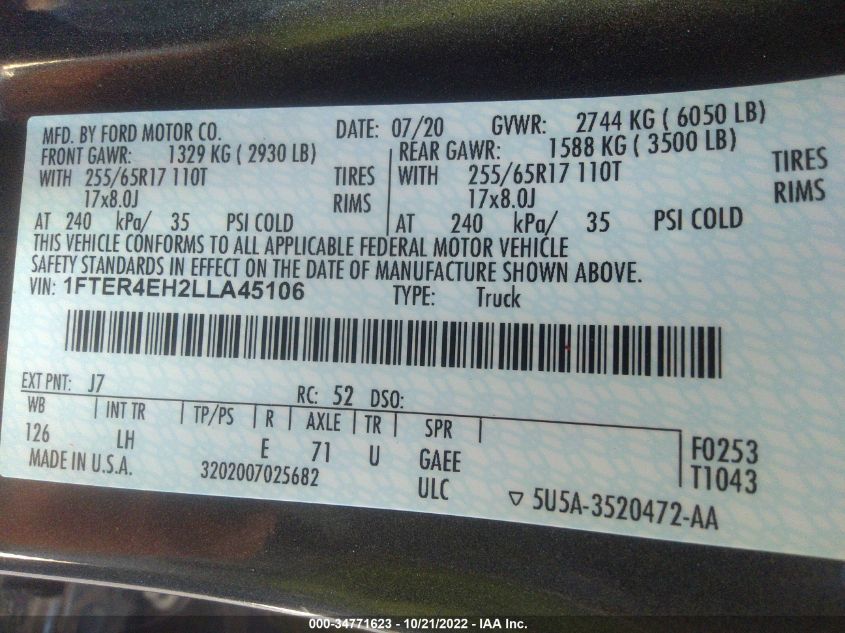 MFD. BY FORD MOTOR CO. DATE: 07/20 GVWR: 2744 KG ( 6050 LB)
FRONT GAWR: 1329 KG ( 2930 LB) REAR GAWR: 1588 KG ( 3500 LB)
WITH 255/65R17 110T TIRES WITH 255/65R17 110T TIRES
17x8.0J RIMS 17x8.0J RIMS
AT 240 kPa/ 35 PSI COLD AT 240 kPa/ 35 PSI COLD
THIS VEHICLE CONFORMS TO ALL APPLICABLE FEDERAL MOTOR VEHICLE
SAFETY STANDARDS IN EFFECT ON THE DATE OF MANUFACTURE SHOWN ABOVE.
VIN: 1FTER4EH2LLA45106 TYPE: Truck
EXT PNT: J7 RC: 52 DSO:
WB INT TR TP/PS R AXLE TR SPR
126 LH E 71 U GAEE F0253
MADE IN U.S.A. 3202007025682 ULC T1043
5U5A-3520472-AA
000-34771623 - 10/21/2022 - IAA Inc.